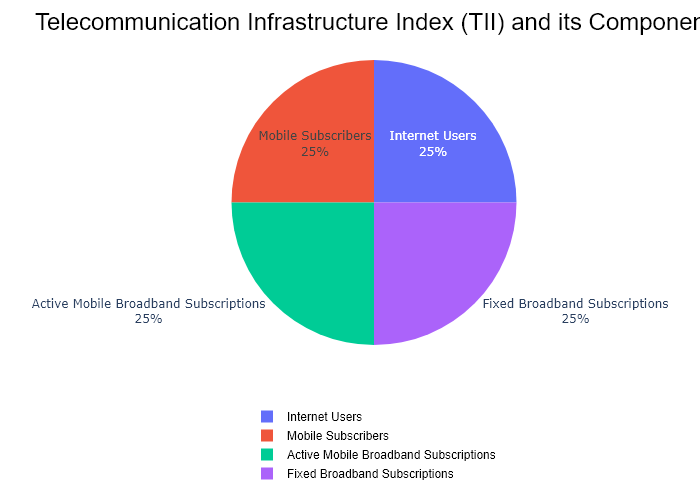 Telecommunication Infrastructure Index (TII) and its
Mobile Subscribers
25%
Internet Users
25%
Active Mobile Broadband Subscriptions
25%
Fixed Broadband Subscriptions
25%
Internet Users
Mobile Subscribers
Active Mobile Broadband Subscriptions
Fixed Broadband Subscriptions